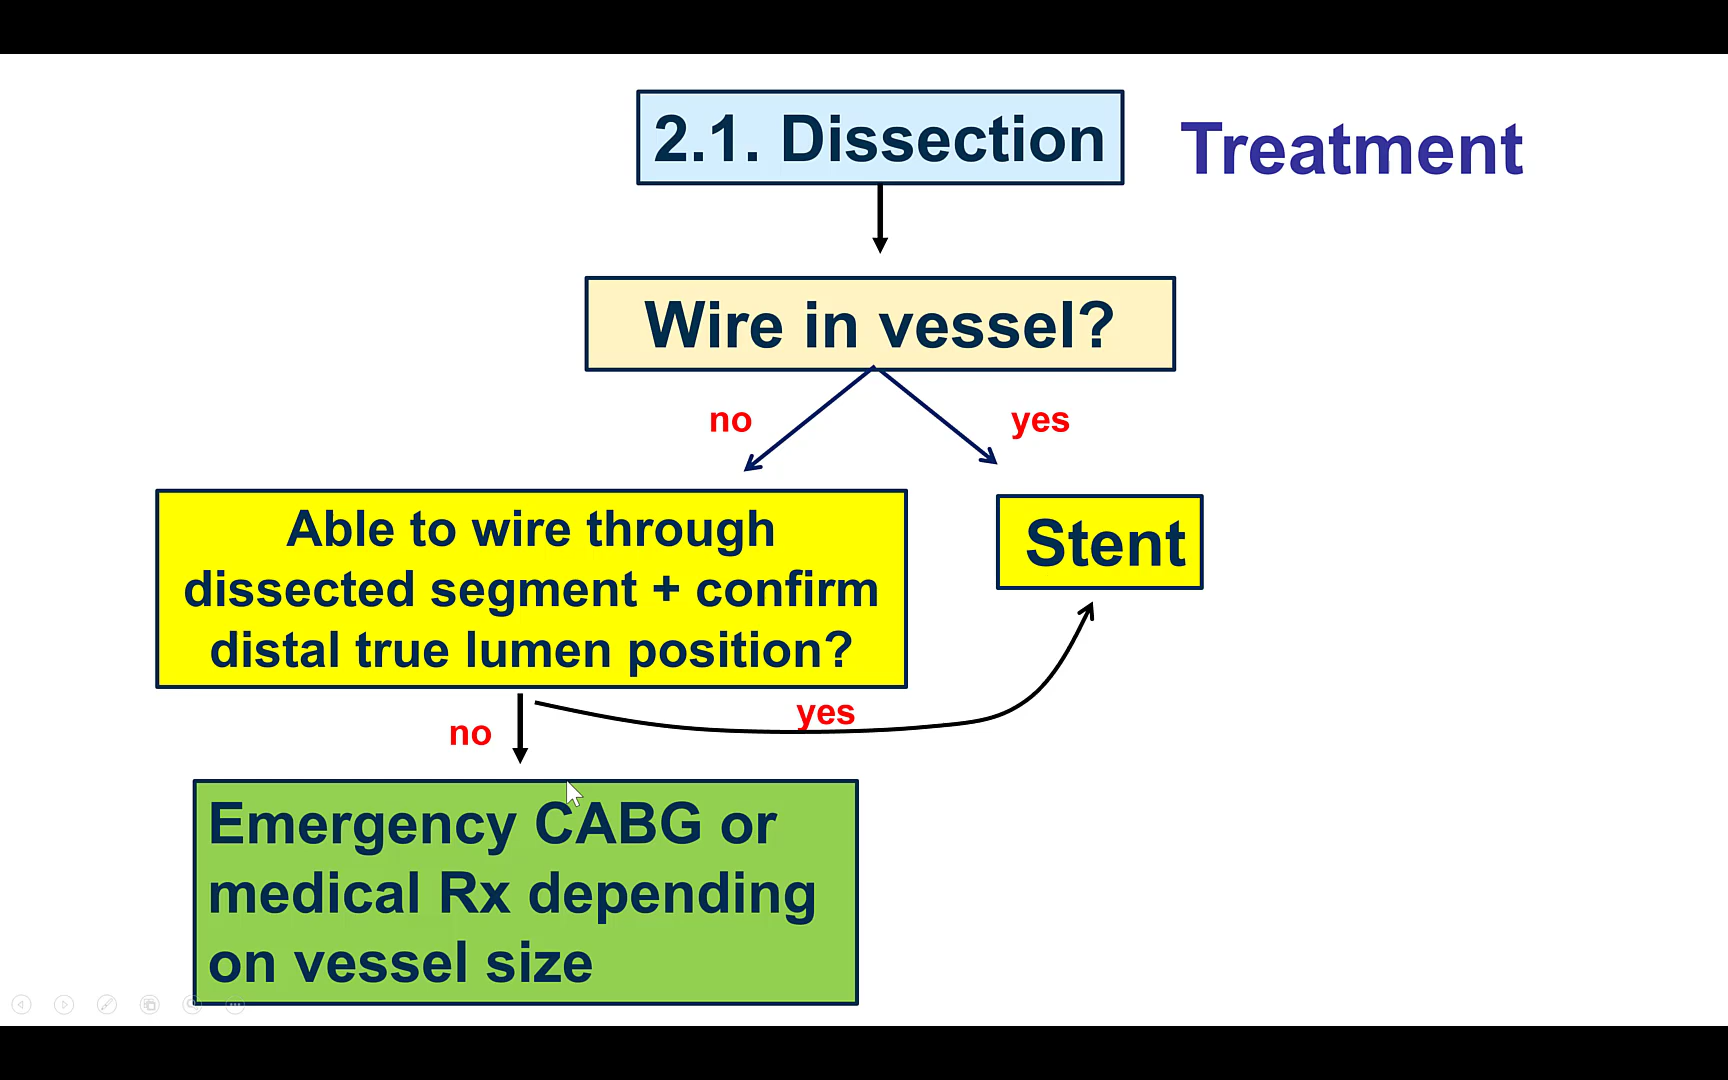 2.1. Dissection
Treatment
Wire in vessel?
no
yes
Able to wire through
dissected segment + confirm
distal true lumen position?
Stent
no
yes
Emergency CABG or
medical Rx depending
on vessel size